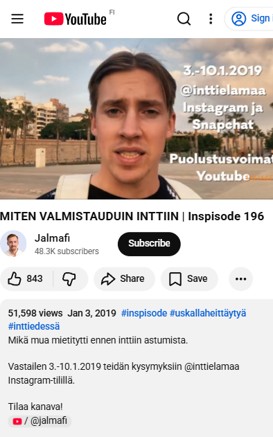 YouTube FI
Sign
3.-10.1.2019
@inttielamaa
Instagram ja
Snapchat
Puolustusvoimat
Youtube
MITEN VALMISTAUDUIN INTTIIN | Inspisode 196
Jalmafi
48.3K subscribers
Subscribe
843
Share
Save
51,598 views Jan 3, 2019 #inspisode #uskallaheittäytyä
#inttiedessä
Mikä mua mietitytti ennen inttiin astumista.
Vastailen 3.-10.1.2019 teidän kysymyksiin @inttielamaa
Instagram-tilillä.
Tilaa kanava!
/ @jalmafi